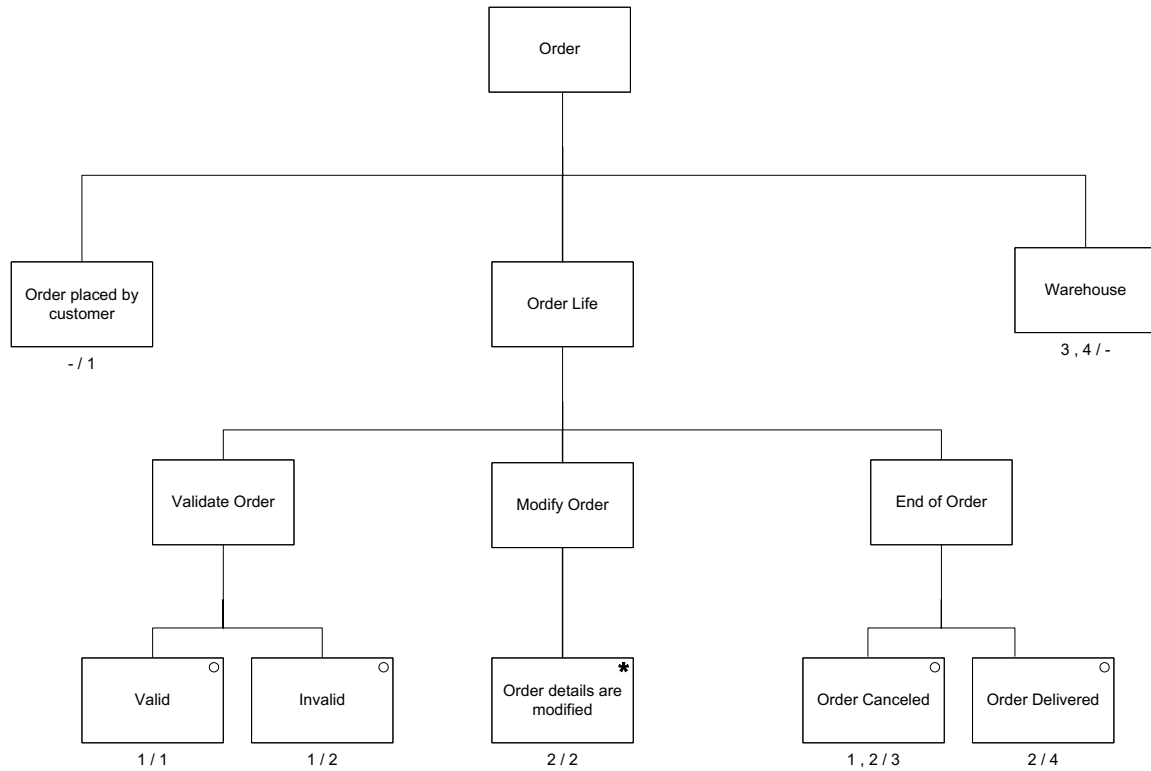 Order
Order placed by
customer
- / 1
Order Life
Warehouse
3 , 4 / -
Validate Order
Modify Order
End of Order
Valid
1 / 1
Invalid
1 / 2
*
Order details are
modified
2 / 2
Order Canceled
1 , 2 / 3
Order Delivered
2 / 4